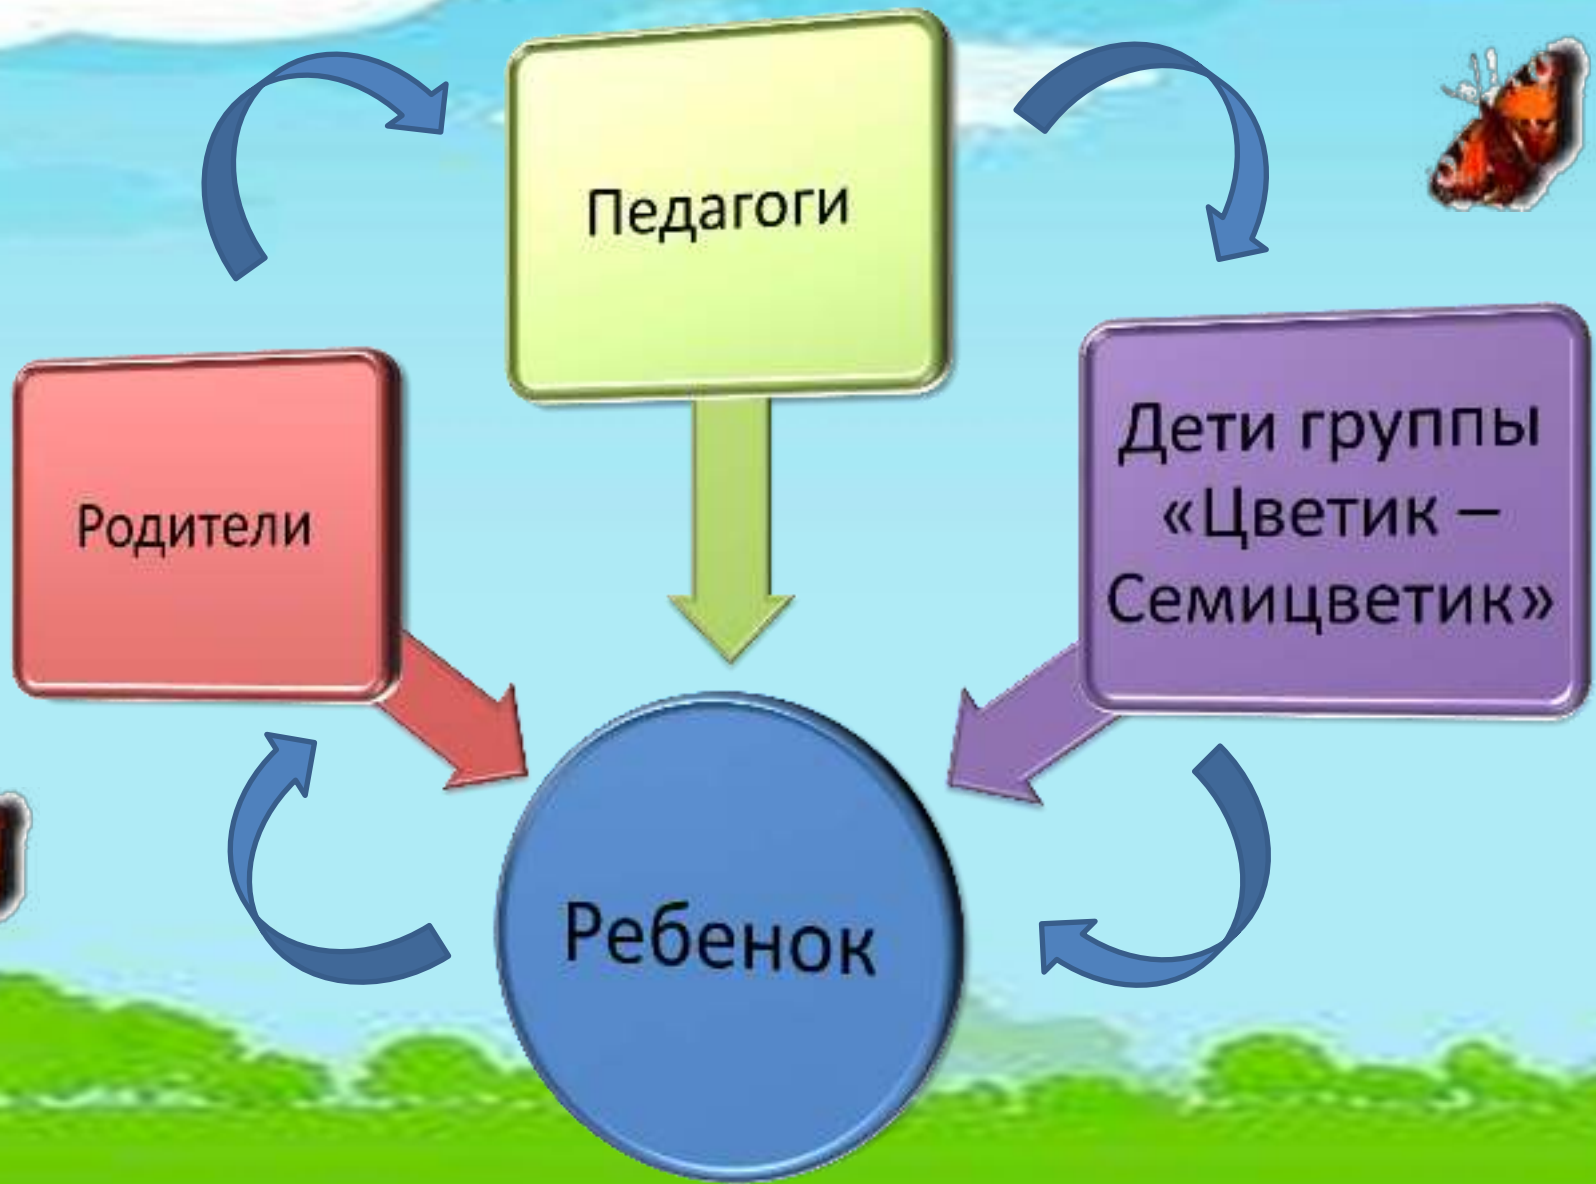 Педагоги
Родители
Дети группы
«Цветик –
Семицветик»
Ребенок